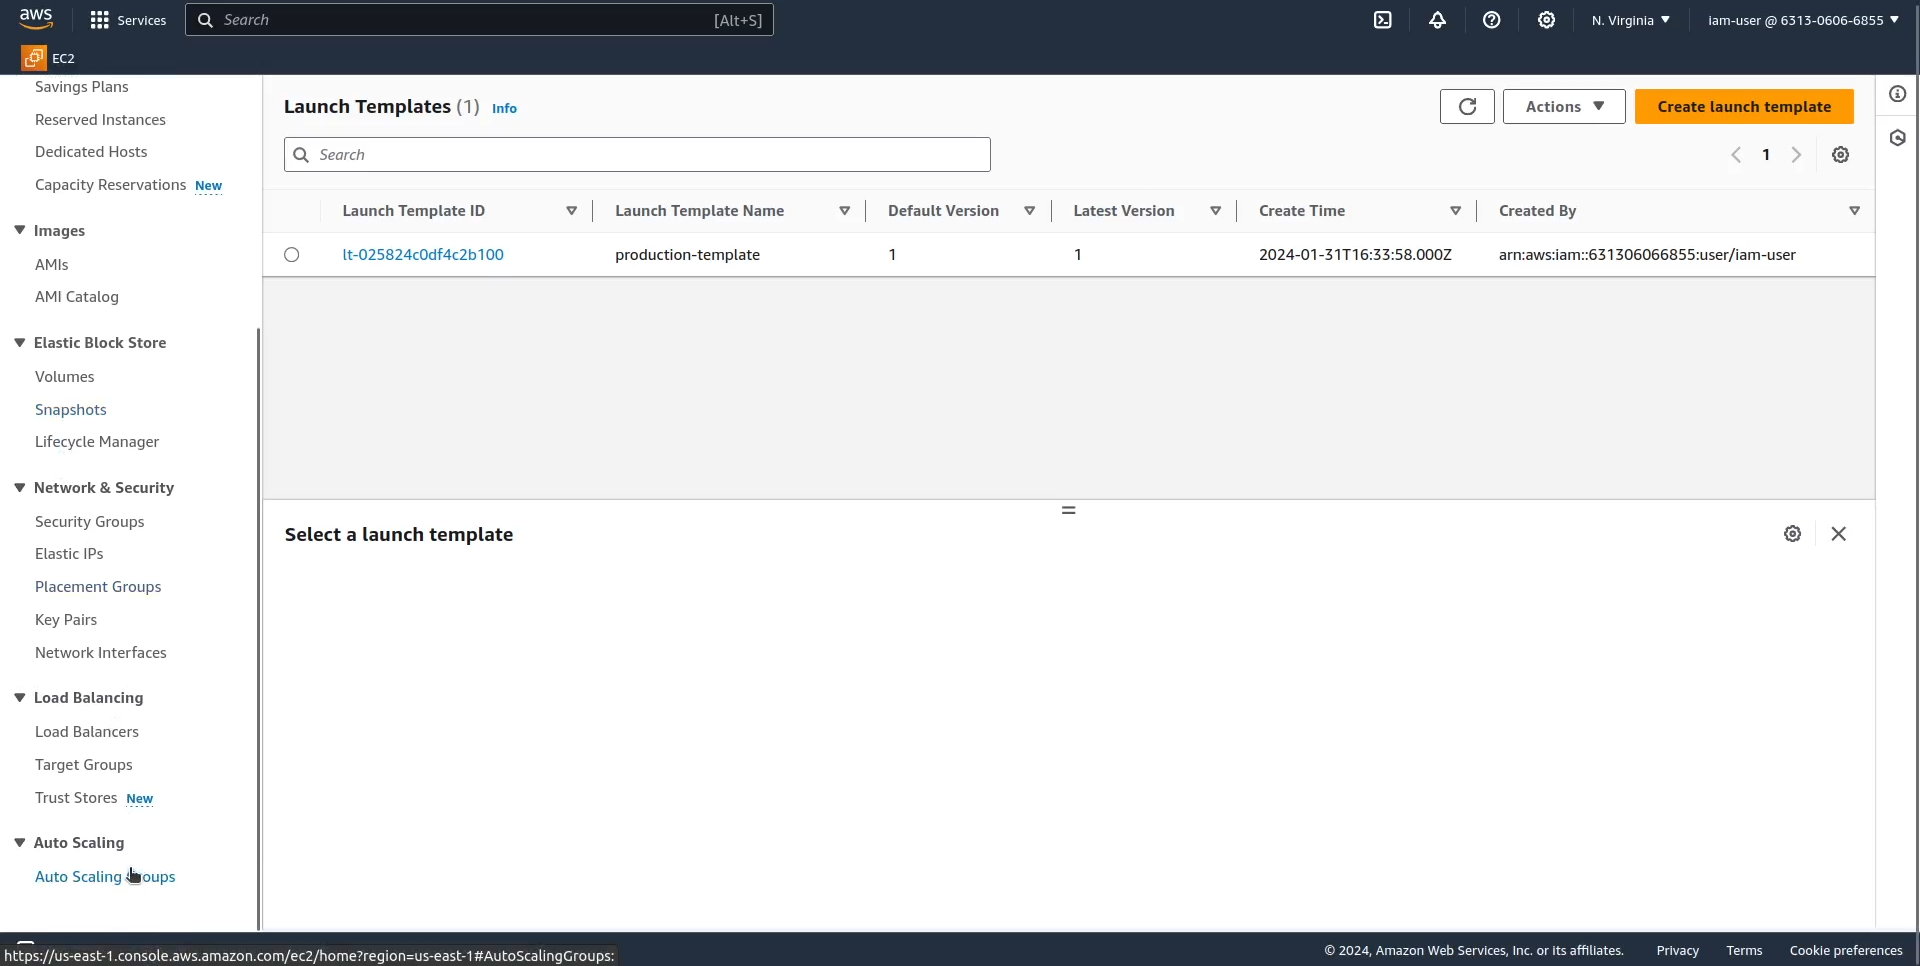 aws
Services
Search
[Alt+S]
N. Virginia
iam-user @ 6313-0606-6855
EC2
Savings Plans
Reserved Instances
Dedicated Hosts
Capacity Reservations New
Images
AMIs
AMI Catalog
Elastic Block Store
Volumes
Snapshots
Lifecycle Manager
Network & Security
Security Groups
Elastic IPs
Placement Groups
Key Pairs
Network Interfaces
Load Balancing
Load Balancers
Target Groups
Trust Stores New
Auto Scaling
Auto Scaling Groups
Launch Templates (1) Info
Actions
Create launch template
Search
1
Launch Template ID
Launch Template Name
Default Version
Latest Version
Create Time
Created By
lt-025824c0df4c2b100
production-template
1
1
2024-01-31T16:33:58.000Z
arn:aws:iam::631306066855:user/iam-user
Select a launch template
https://us-east-1.console.aws.amazon.com/ec2/home?region=us-east-1#AutoScalingGroups:
© 2024, Amazon Web Services, Inc. or its affiliates.
Privacy
Terms
Cookie preferences